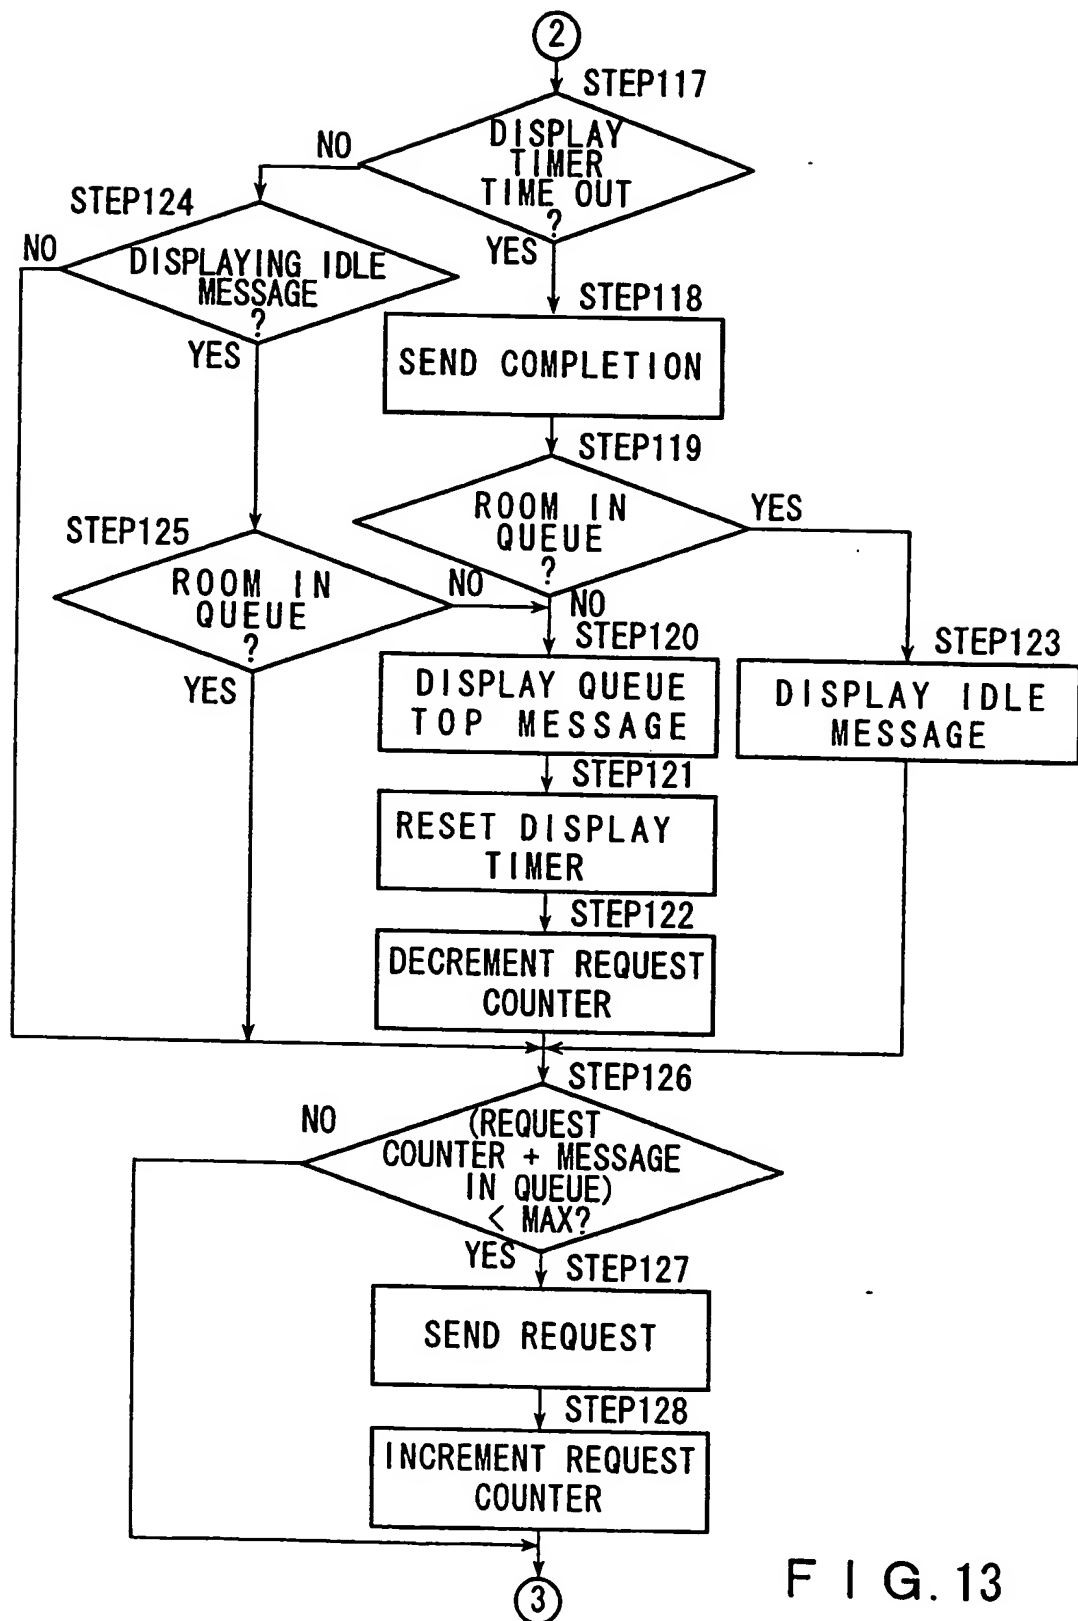 2
STEP117
DISPLAY
TIMER
TIME OUT
?
NO
YES
STEP124
NO
DISPLAYING IDLE
MESSAGE
?
YES
STEP118
SEND COMPLETION
STEP119
ROOM IN
QUEUE
?
YES
NO
STEP125
ROOM IN
QUEUE
?
NO
YES
STEP120
DISPLAY QUEUE
TOP MESSAGE
STEP123
DISPLAY IDLE
MESSAGE
STEP121
RESET DISPLAY
TIMER
STEP122
DECREMENT REQUEST
COUNTER
STEP126
NO
(REQUEST
COUNTER + MESSAGE
IN QUEUE)
< MAX?
YES
STEP127
SEND REQUEST
STEP128
INCREMENT REQUEST
COUNTER
3
FIG.13